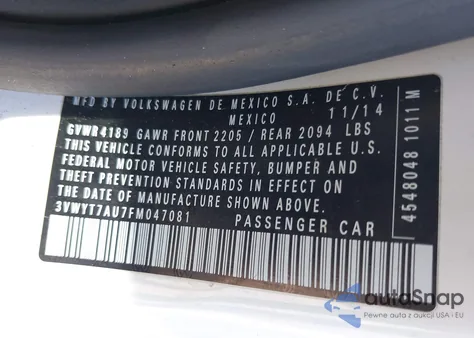 MFD BY VOLKSWAGEN DE MEXICO S.A. DE C.V.
MEXICO 11/14
GVWR 4189 GAWR FRONT 2205 / REAR 2094 LBS
THIS VEHICLE CONFORMS TO ALL APPLICABLE U.S.
FEDERAL MOTOR VEHICLE SAFETY, BUMPER AND
THEFT PREVENTION STANDARDS IN EFFECT ON
THE DATE OF MANUFACTURE SHOWN ABOVE.
3VWYT7AU7FM047081 PASSENGER CAR
4548048 1011 M
autoSnap
Pewne auta z aukcji USA i EU